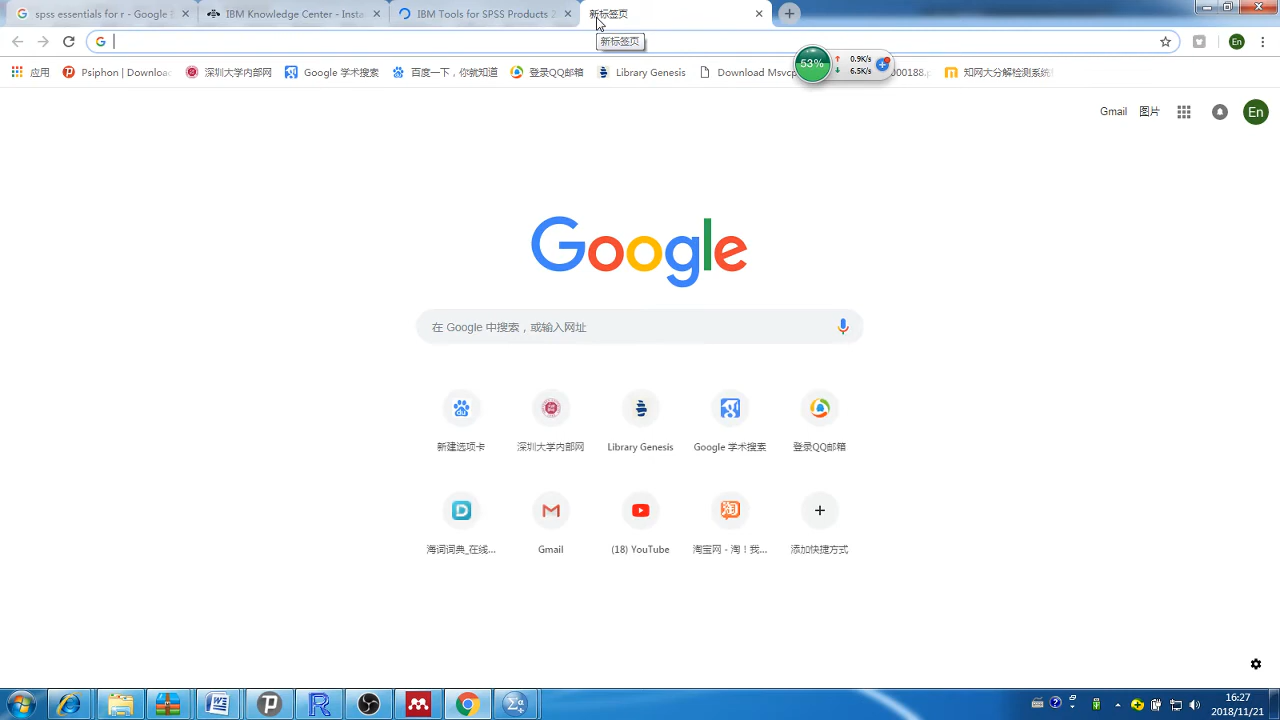 spss essentials for r - Google
IBM Knowledge Center - Insta
IBM Tools for SPSS Products 2
新标签页
新标签页
En
应用
深圳大学内部网
Google 学术搜索
百度一下，你就知道
登录QQ邮箱
Library Genesis
知网大分解检测系统
53%
0.9K/s
6.5K/s
Gmail
图片
En
Google
在 Google 中搜索，或输入网址
新建选项卡
深圳大学内部网
Library Genesis
Google 学术搜索
登录QQ邮箱
海词词典_在线...
Gmail
(18) YouTube
淘宝网 - 淘！我...
添加快捷方式
16:27
2018/11/21